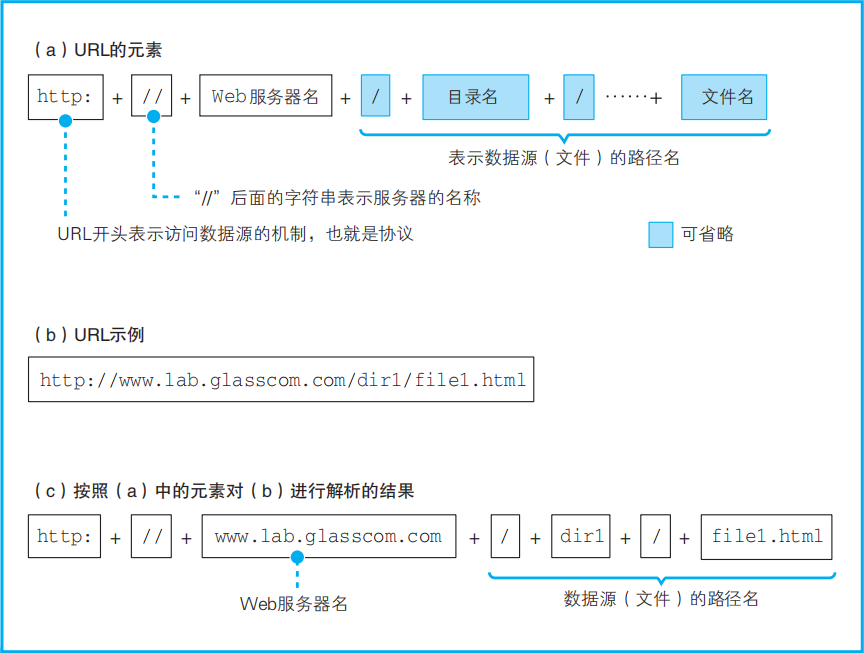 （a）URL的元素
http: + // + Web服务器名 + / + 目录名 + / ……+ 文件名
表示数据源（文件）的路径名
“//”后面的字符串表示服务器的名称
URL开头表示访问数据源的机制，也就是协议
可省略
（b）URL示例
http://www.lab.glasscom.com/dir1/file1.html
（c）按照（a）中的元素对（b）进行解析的结果
http: + // + www.lab.glasscom.com + / + dir1 + / + file1.html
Web服务器名
数据源（文件）的路径名